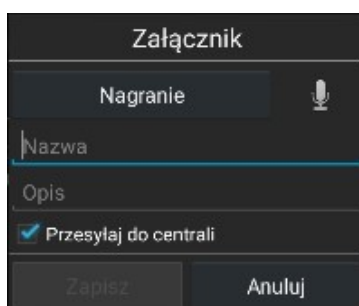 Załącznik
Nagranie
Nazwa
Opis
Przesyłaj do centrali
Zapisz Anuluj